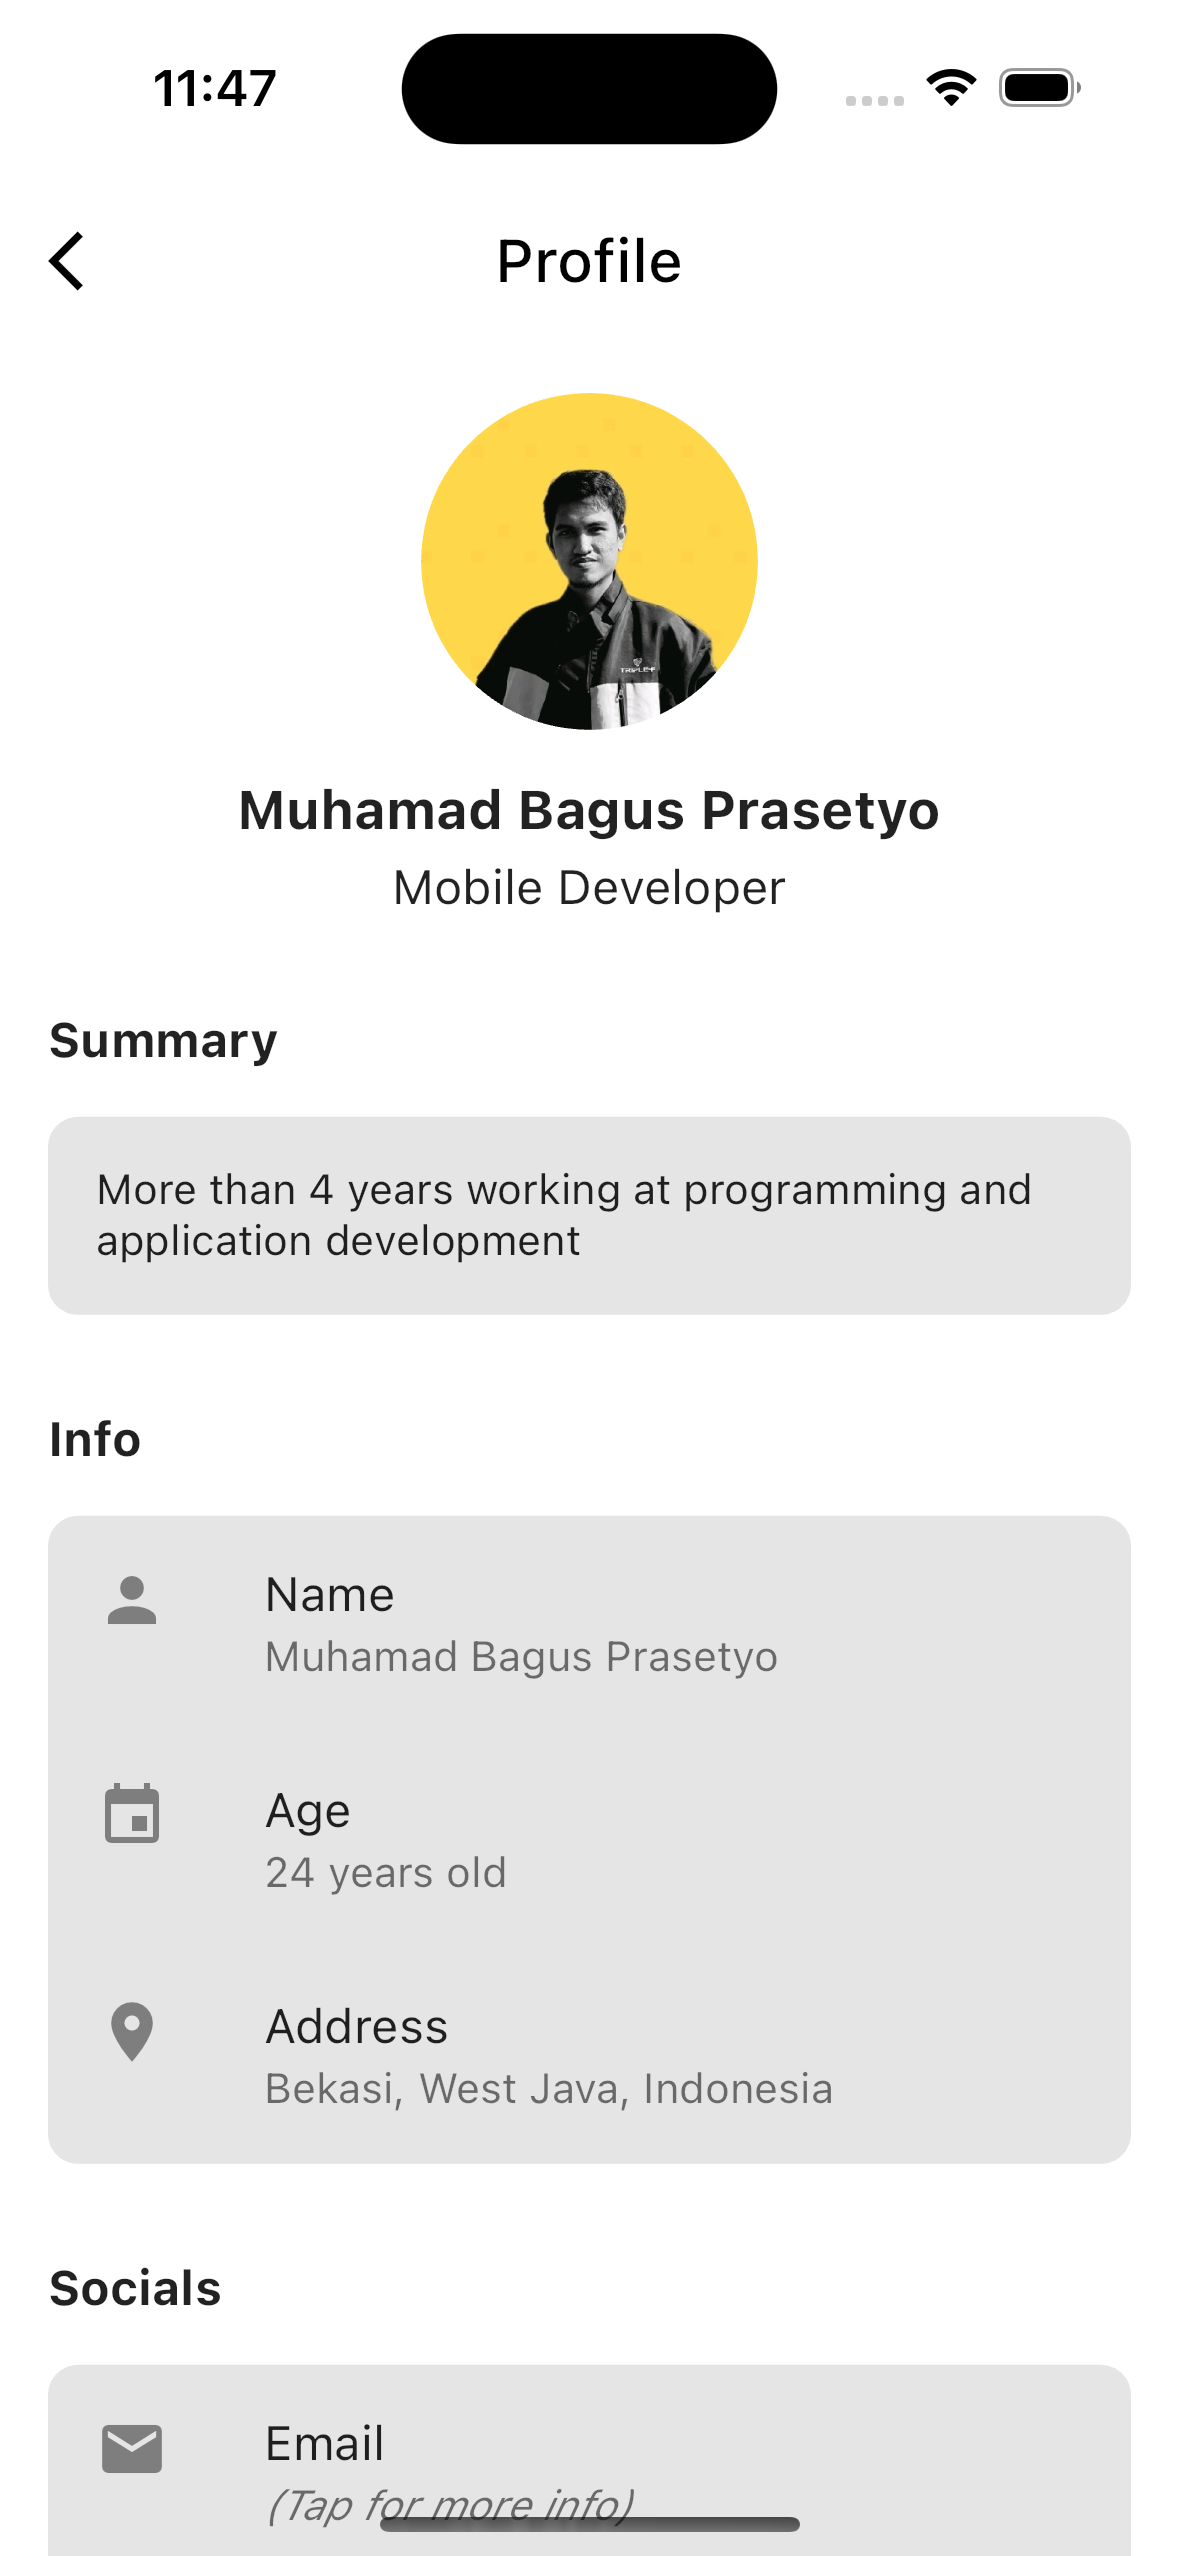 11:47
Profile
TRIPLE-F
Muhamad Bagus Prasetyo
Mobile Developer
Summary
More than 4 years working at programming and
application development
Info
Name
Muhamad Bagus Prasetyo
Age
24 years old
Address
Bekasi, West Java, Indonesia
Socials
Email
(Tap for more info)